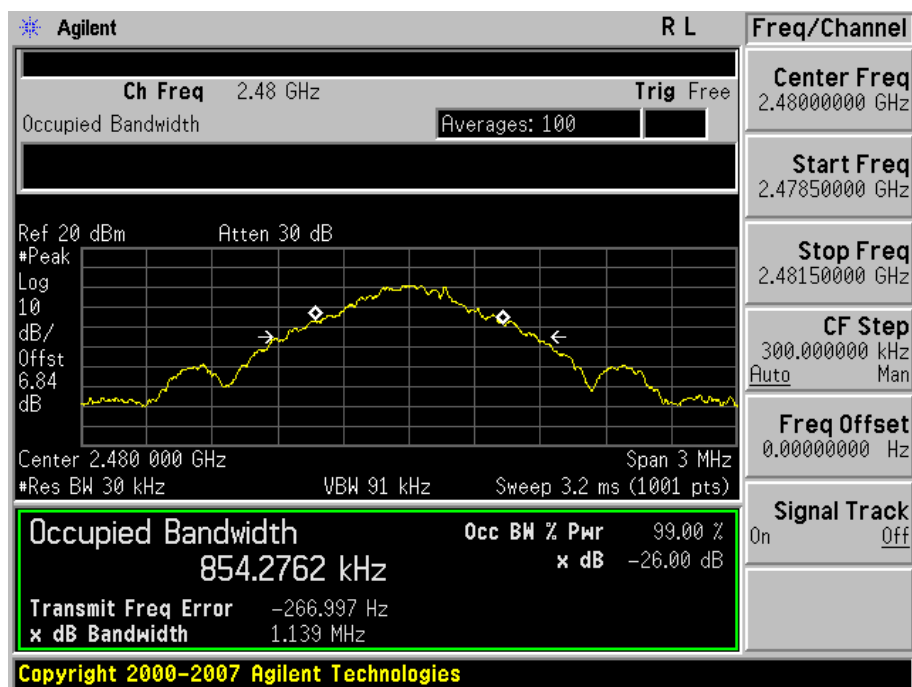 Agilent R L
Ch Freq 2.48 GHz Trig Free
Occupied Bandwidth Averages: 100
Ref 20 dBm Atten 30 dB
#Peak
Log
10
dB/
Offst
6.84
dB
Center 2.480 000 GHz Span 3 MHz
#Res BW 30 kHz VBW 91 kHz Sweep 3.2 ms (1001 pts)
Occupied Bandwidth
854.2762 kHz
Occ BW % Pwr 99.00 %
x dB -26.00 dB
Transmit Freq Error -266.997 Hz
x dB Bandwidth 1.139 MHz
Copyright 2000-2007 Agilent Technologies
Freq/Channel
Center Freq
2.48000000 GHz
Start Freq
2.47850000 GHz
Stop Freq
2.48150000 GHz
CF Step
300.000000 kHz
Auto Man
Freq Offset
0.00000000 Hz
Signal Track
On Off